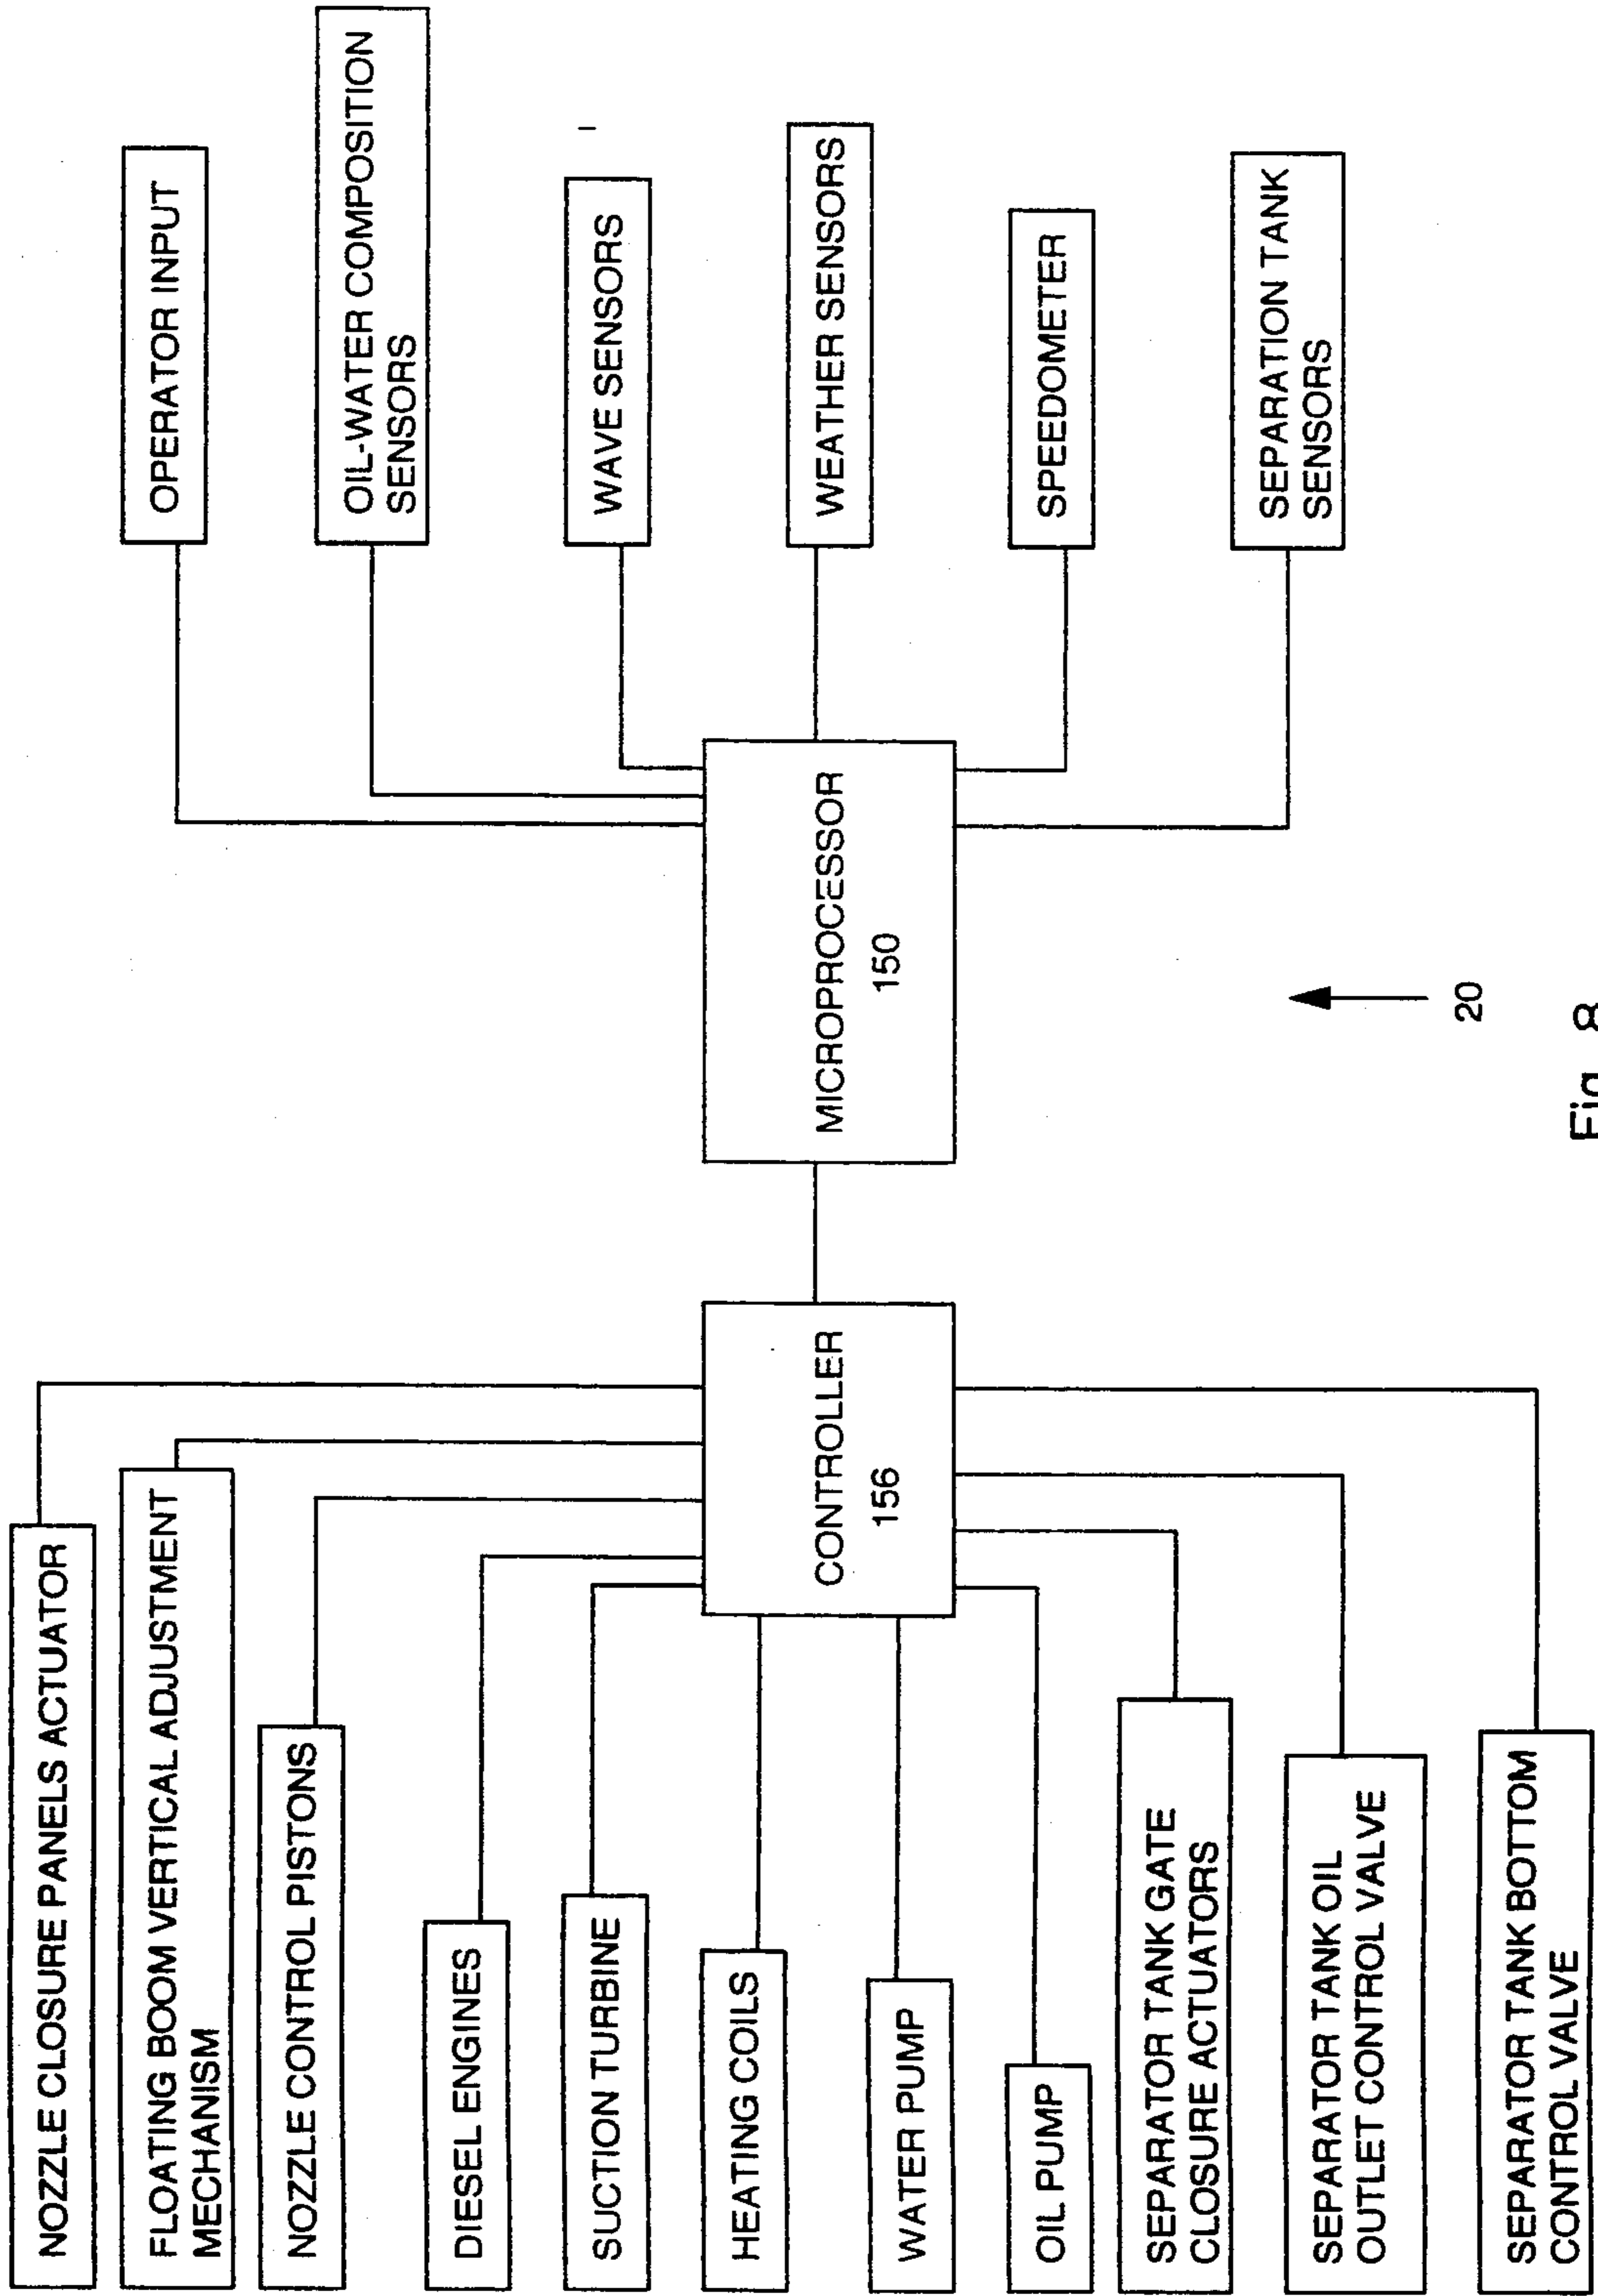 NOZZLE CLOSURE PANELS ACTUATOR
FLOATING BOOM VERTICAL ADJUSTMENT
MECHANISM
NOZZLE CONTROL PISTONS
DIESEL ENGINES
SUCTION TURBINE
HEATING COILS
WATER PUMP
OIL PUMP
SEPARATOR TANK GATE
CLOSURE ACTUATORS
SEPARATOR TANK OIL
OUTLET CONTROL VALVE
SEPARATOR TANK BOTTOM
CONTROL VALVE
CONTROLLER
156
MICROPROCESSOR
150
OPERATOR INPUT
OIL-WATER COMPOSITION
SENSORS
WAVE SENSORS
WEATHER SENSORS
SPEEDOMETER
SEPARATION TANK
SENSORS
20
Fig. 8